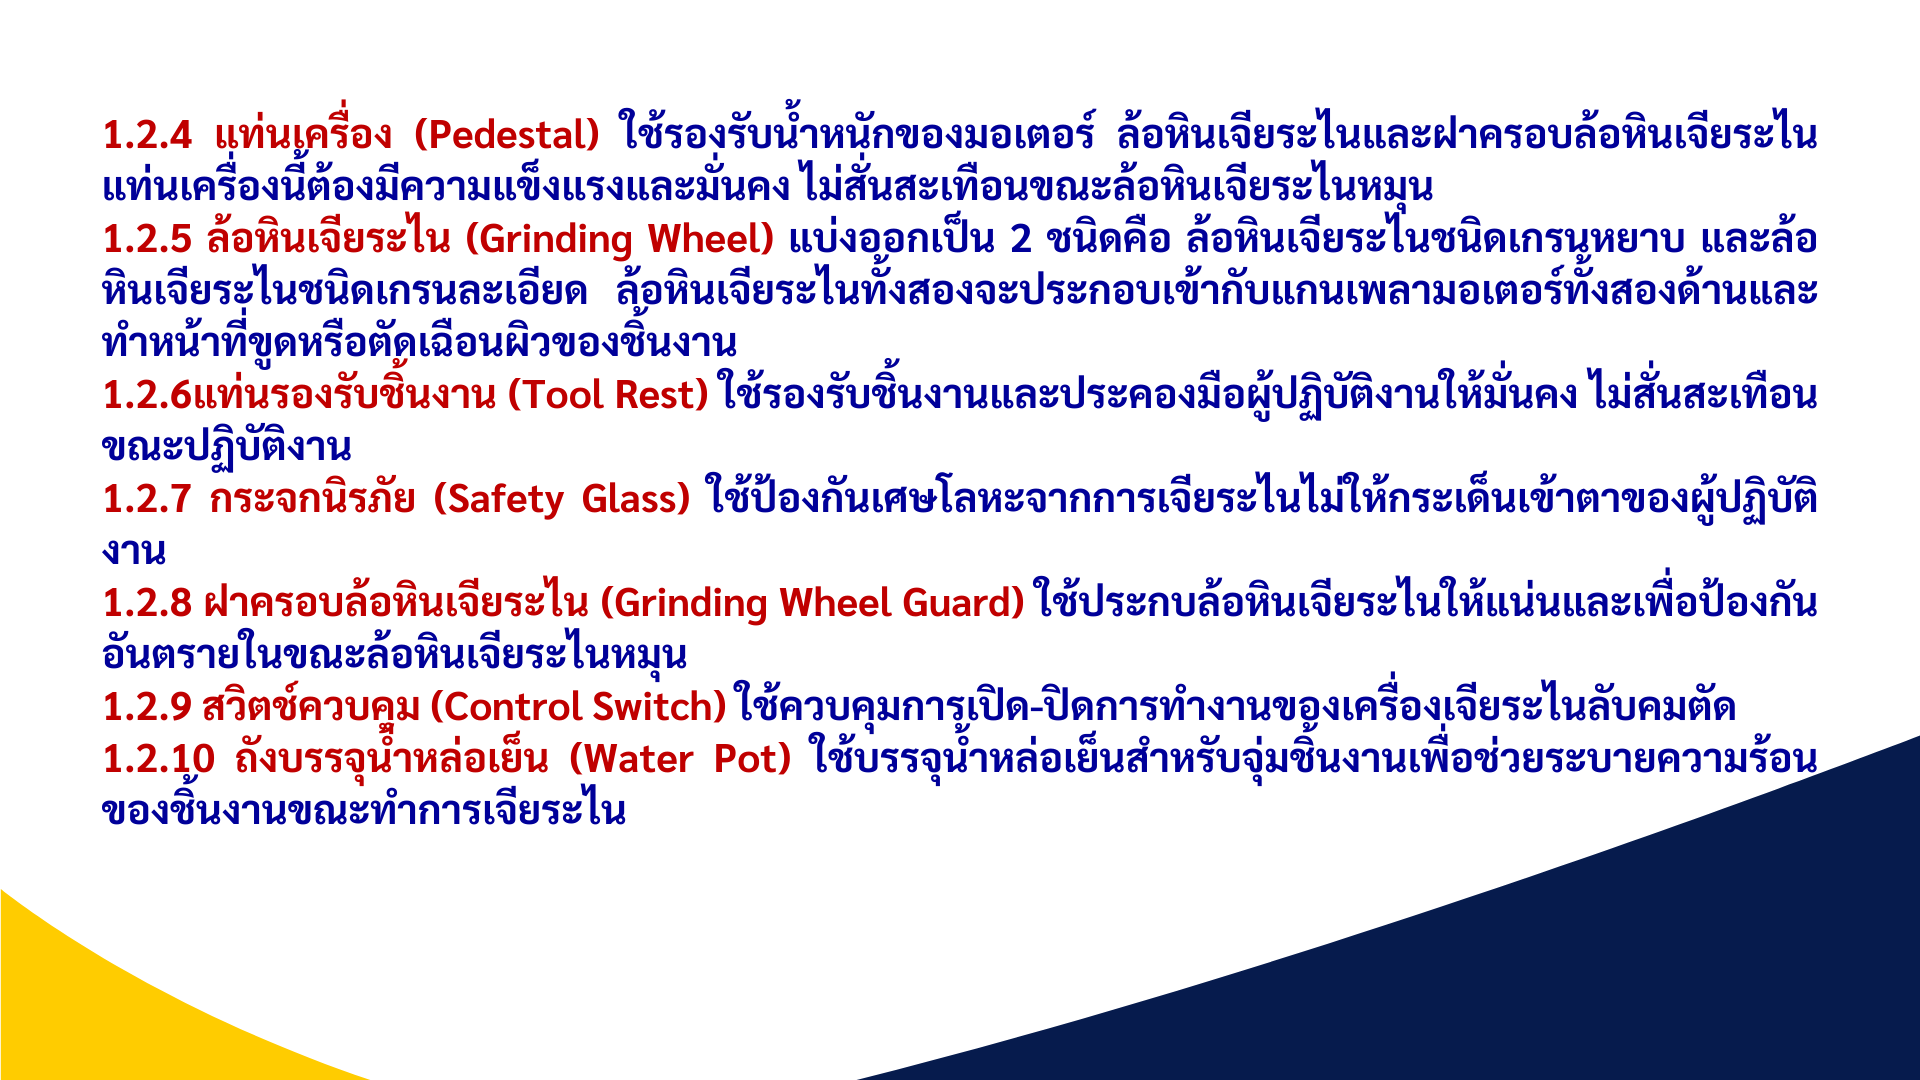 1.2.4 แท่นเครื่อง (Pedestal) ใช้รองรับน้ำหนักของมอเตอร์ ล้อหินเจียระไนและฝาครอบล้อหินเจียระไน
แท่นเครื่องนี้ต้องมีความแข็งแรงและมั่นคง ไม่สั่นสะเทือนขณะล้อหินเจียระไนหมุน
1.2.5 ล้อหินเจียระไน (Grinding Wheel) แบ่งออกเป็น 2 ชนิดคือ ล้อหินเจียระไนชนิดเกรนหยาบ และล้อ
หินเจียระไนชนิดเกรนละเอียด ล้อหินเจียระไนทั้งสองจะประกอบเข้ากับแกนเพลามอเตอร์ทั้งสองด้านและ
ทำหน้าที่ขูดหรือตัดเฉือนผิวของชิ้นงาน
1.2.6แท่นรองรับชิ้นงาน (Tool Rest) ใช้รองรับชิ้นงานและประคองมือผู้ปฏิบัติงานให้มั่นคง ไม่สั่นสะเทือน
ขณะปฏิบัติงาน
1.2.7 กระจกนิรภัย (Safety Glass) ใช้ป้องกันเศษโลหะจากการเจียระไนไม่ให้กระเด็นเข้าตาของผู้ปฏิบัติ
งาน
1.2.8 ฝาครอบล้อหินเจียระไน (Grinding Wheel Guard) ใช้ประกบล้อหินเจียระไนให้แน่นและเพื่อป้องกัน
อันตรายในขณะล้อหินเจียระไนหมุน
1.2.9 สวิตช์ควบคุม (Control Switch) ใช้ควบคุมการเปิด-ปิดการทำงานของเครื่องเจียระไนลับคมตัด
1.2.10 ถังบรรจุน้ำหล่อเย็น (Water Pot) ใช้บรรจุน้ำหล่อเย็นสำหรับจุ่มชิ้นงานเพื่อช่วยระบายความร้อน
ของชิ้นงานขณะทำการเจียระไน